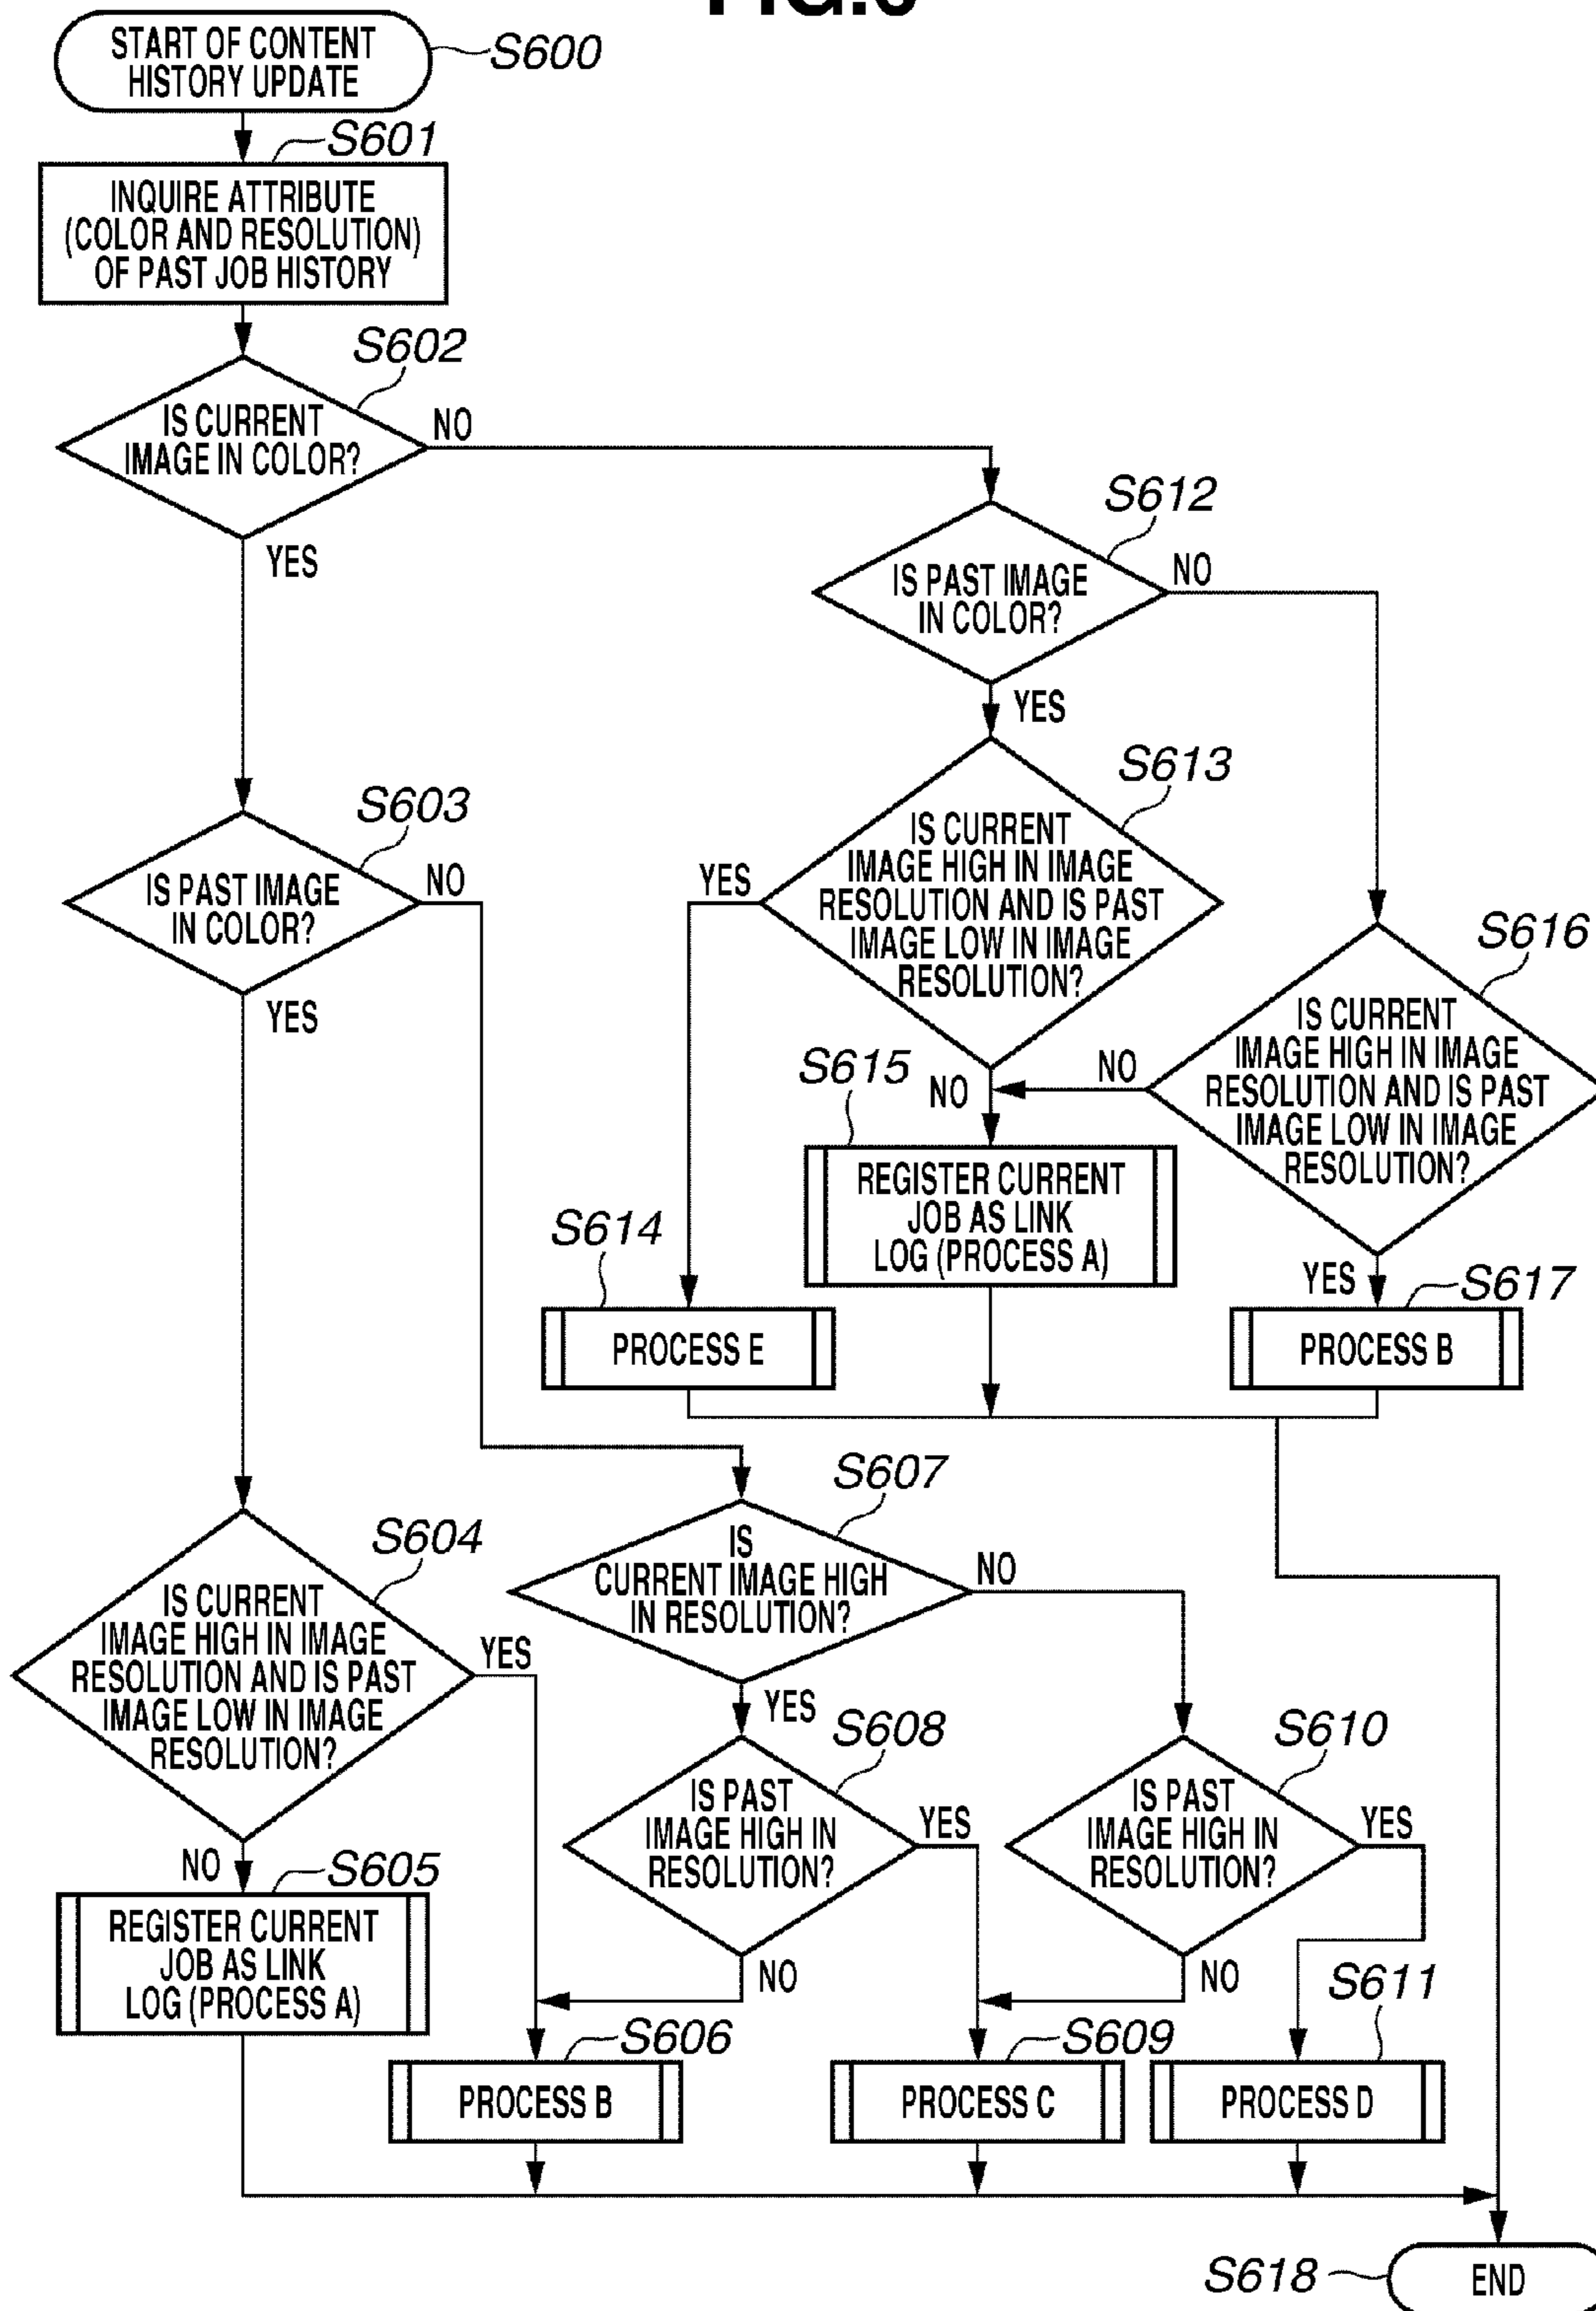 START OF CONTENT
HISTORY UPDATE
S600
S601
INQUIRE ATTRIBUTE
(COLOR AND RESOLUTION)
OF PAST JOB HISTORY
S602
IS CURRENT
IMAGE IN COLOR?
NO
YES
S612
IS PAST IMAGE
IN COLOR?
NO
YES
S603
IS PAST IMAGE
IN COLOR?
NO
YES
S613
IS CURRENT
IMAGE HIGH IN IMAGE
RESOLUTION AND IS PAST
IMAGE LOW IN IMAGE
RESOLUTION?
YES
NO
S616
IS CURRENT
IMAGE HIGH IN IMAGE
RESOLUTION AND IS PAST
IMAGE LOW IN IMAGE
RESOLUTION?
NO
YES
S615
REGISTER CURRENT
JOB AS LINK
LOG (PROCESS A)
S614
PROCESS E
S617
PROCESS B
S604
IS CURRENT
IMAGE HIGH IN IMAGE
RESOLUTION AND IS PAST
IMAGE LOW IN IMAGE
RESOLUTION?
YES
NO
S607
IS
CURRENT IMAGE HIGH
IN RESOLUTION?
NO
YES
S608
IS PAST
IMAGE HIGH IN
RESOLUTION?
YES
NO
S610
IS PAST
IMAGE HIGH IN
RESOLUTION?
YES
NO
S605
REGISTER CURRENT
JOB AS LINK
LOG (PROCESS A)
S606
PROCESS B
S609
PROCESS C
S611
PROCESS D
S618
END